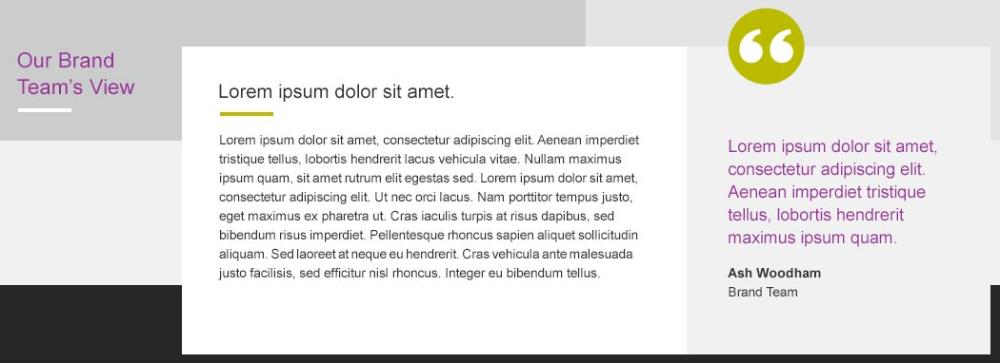 Our Brand
Team’s View
Lorem ipsum dolor sit amet.
Lorem ipsum dolor sit amet, consectetur adipiscing elit. Aenean imperdiet
tristique tellus, lobortis hendrerit lacus vehicula vitae. Nullam maximus
ipsum quam, sit amet rutrum elit egestas sed. Lorem ipsum dolor sit amet,
consectetur adipiscing elit. Ut nec orci lacus. Nam porttitor tempus justo,
eget maximus ex pharetra ut. Cras iaculis turpis at risus dapibus, sed
bibendum risus imperdiet. Pellentesque rhoncus sapien aliquet sollicitudin
aliquam. Sed laoreet at neque eu hendrerit. Cras vehicula ante malesuada
justo facilisis, sed efficitur nisl rhoncus. Integer eu bibendum tellus.
“
Lorem ipsum dolor sit amet,
consectetur adipiscing elit.
Aenean imperdiet tristique
tellus, lobortis hendrerit
maximus ipsum quam.
Ash Woodham
Brand Team